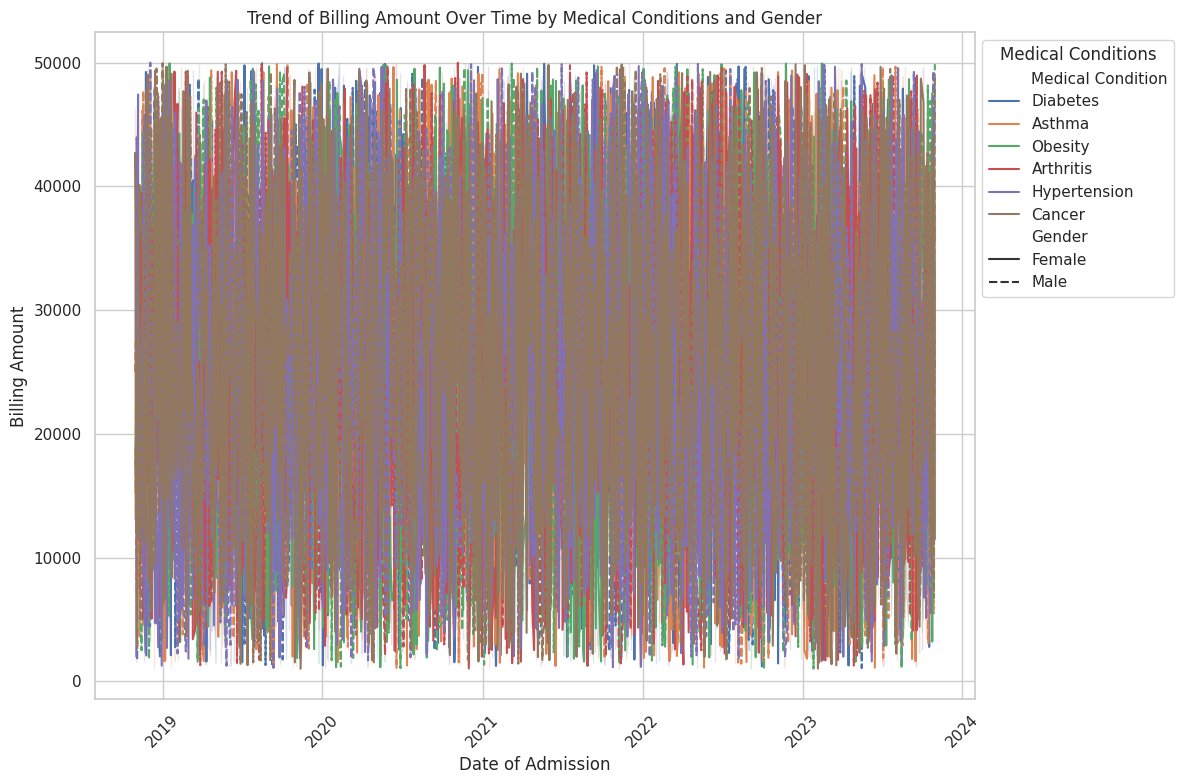 Trend of Billing Amount Over Time by Medical Conditions and Gender
Medical Conditions
Medical Condition
Diabetes
Asthma
Obesity
Arthritis
Hypertension
Cancer
Gender
Female
Male
Billing Amount
50000
40000
30000
20000
10000
0
2019
2020
2021
2022
2023
2024
Date of Admission